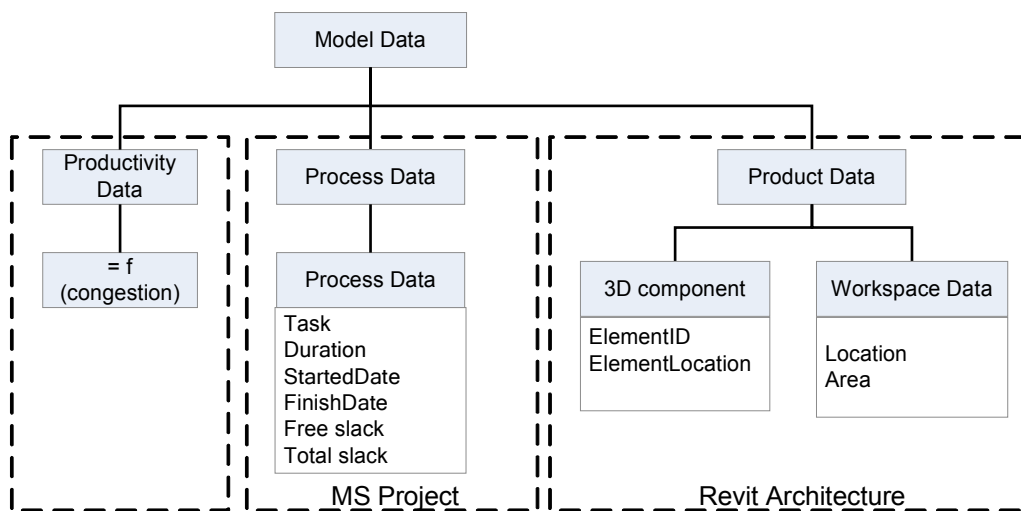 Model Data
Productivity
Data
= f
(congestion)
Process Data
Process Data
Task
Duration
StartedDate
FinishDate
Free slack
Total slack
MS Project
Product Data
3D component
ElementID
ElementLocation
Workspace Data
Location
Area
Revit Architecture